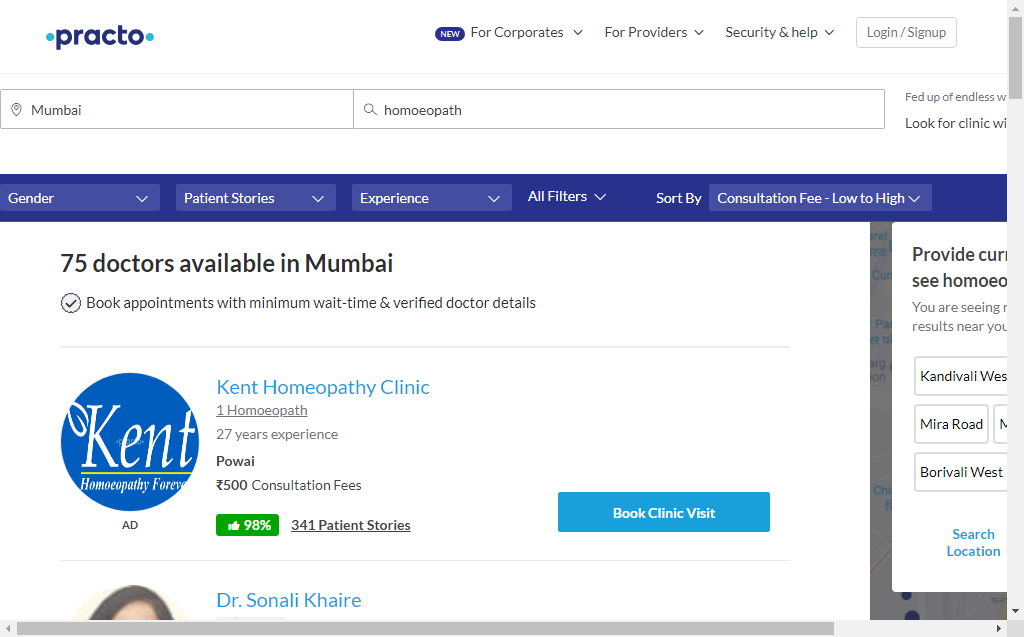 practo
NEW For Corporates
For Providers
Security & help
Login / Signup
Mumbai
homoeopath
Fed up of endless w
Look for clinic wi
Gender
Patient Stories
Experience
All Filters
Sort By
Consultation Fee - Low to High
75 doctors available in Mumbai
Book appointments with minimum wait-time & verified doctor details
Kent
Homoeopathy Foreve
AD
Kent Homeopathy Clinic
1 Homoeopath
27 years experience
Powai
₹500 Consultation Fees
98% 341 Patient Stories
Book Clinic Visit
Dr. Sonali Khaire
Provide curr
see homoeo
You are seeing r
results near you
Kandivali Wes
Mira Road
M
Borivali West
Search
Location